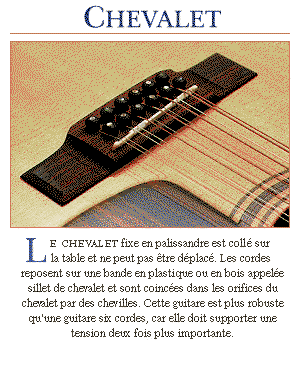 CHEVALET
LE CHEVALET fixe en palissandre est collé sur
la table et ne peut pas être déplacé. Les cordes
reposent sur une bande en plastique ou en bois appelée
sillet de chevalet et sont coincées dans les orifices du
chevalet par des chevilles. Cette guitare est plus robuste
qu'une guitare six cordes, car elle doit supporter une
tension deux fois plus importante.